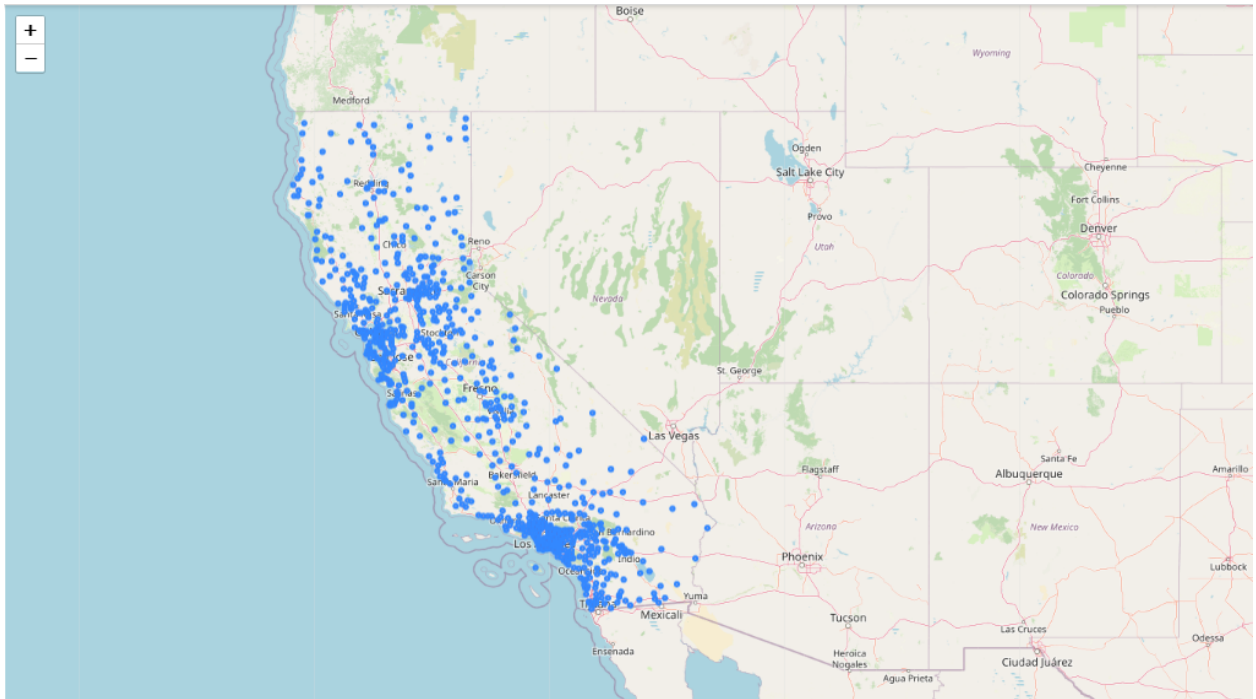 Boise
+
−
Wyoming
Medford
Ogden
Cheyenne
Salt Lake City
Redding
Fort Collins
Provo
Denver
Chico
Reno
Utah
Carson
City
Colorado
Colorado Springs
Nevada
Pueblo
St. George
Fresno
Las Vegas
Santa Fe
Flagstaff
Albuquerque
Amarillo
Bakersfield
Santa Maria
Lancaster
Arizona
New Mexico
Los
Bernardino
Phoenix
Indio
Lubbock
Yuma
Mexicali
Tucson
Las Cruces
Odessa
Ensenada
Heroica
Nogales
Ciudad Juárez
Agua Prieta